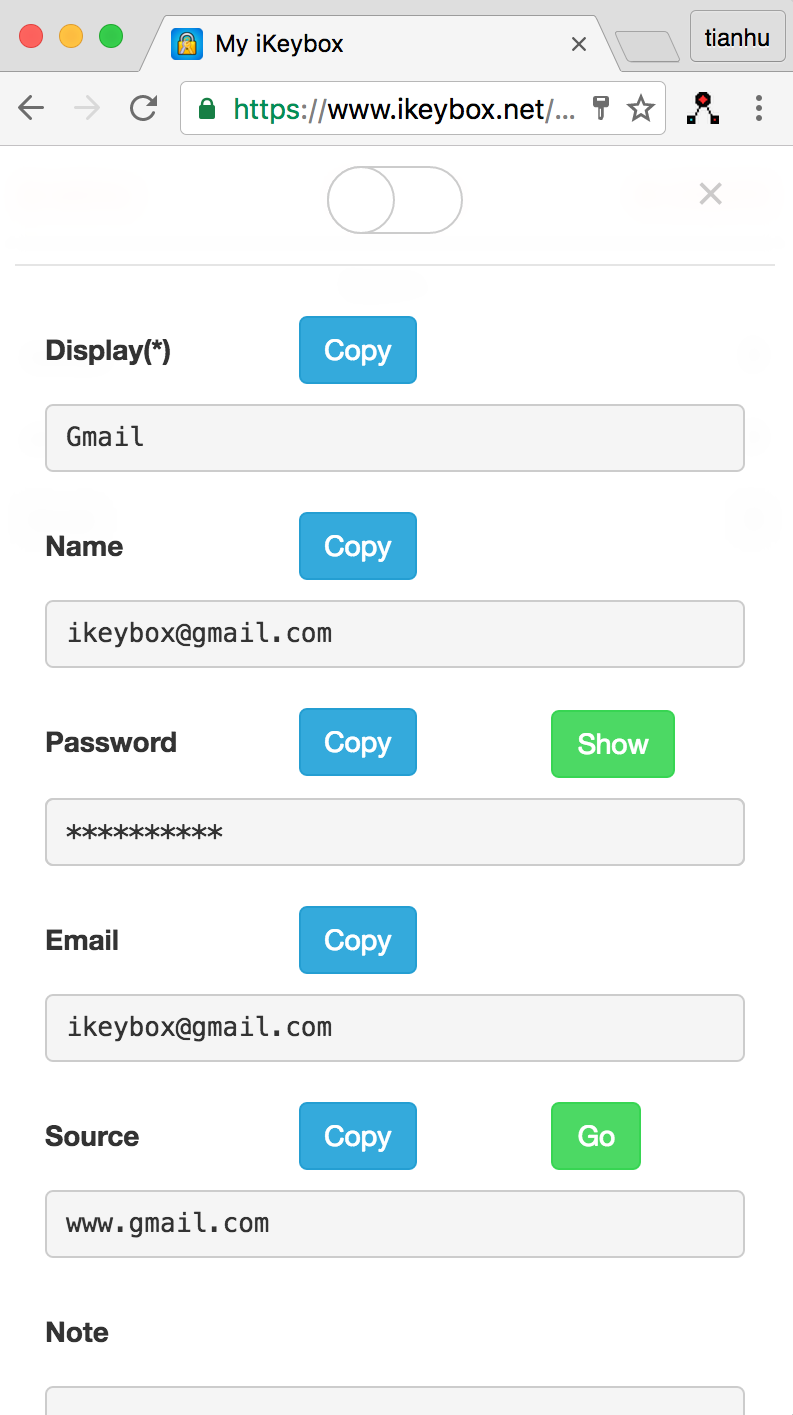 My iKeybox
tianhu
https://www.ikeybox.net/...
Display(*) Copy
Gmail
Name Copy
ikeybox@gmail.com
Password Copy Show
**********
Email Copy
ikeybox@gmail.com
Source Copy Go
www.gmail.com
Note